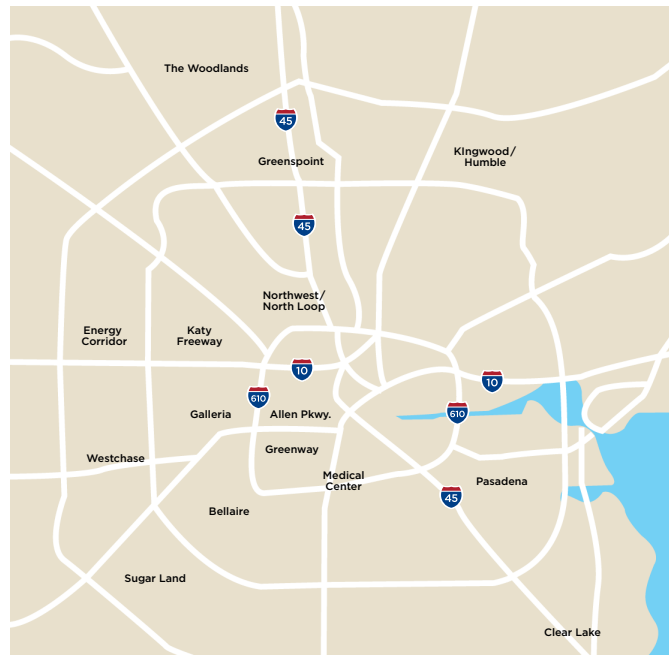 The Woodlands
45
Greenspoint
KIngwood/
Humble
45
Northwest/
North Loop
Energy
Corridor
Katy
Freeway
10
10
610
610
Galleria
Allen Pkwy.
Greenway
Westchase
Medical
Center
Pasadena
45
Bellaire
Sugar Land
Clear Lake